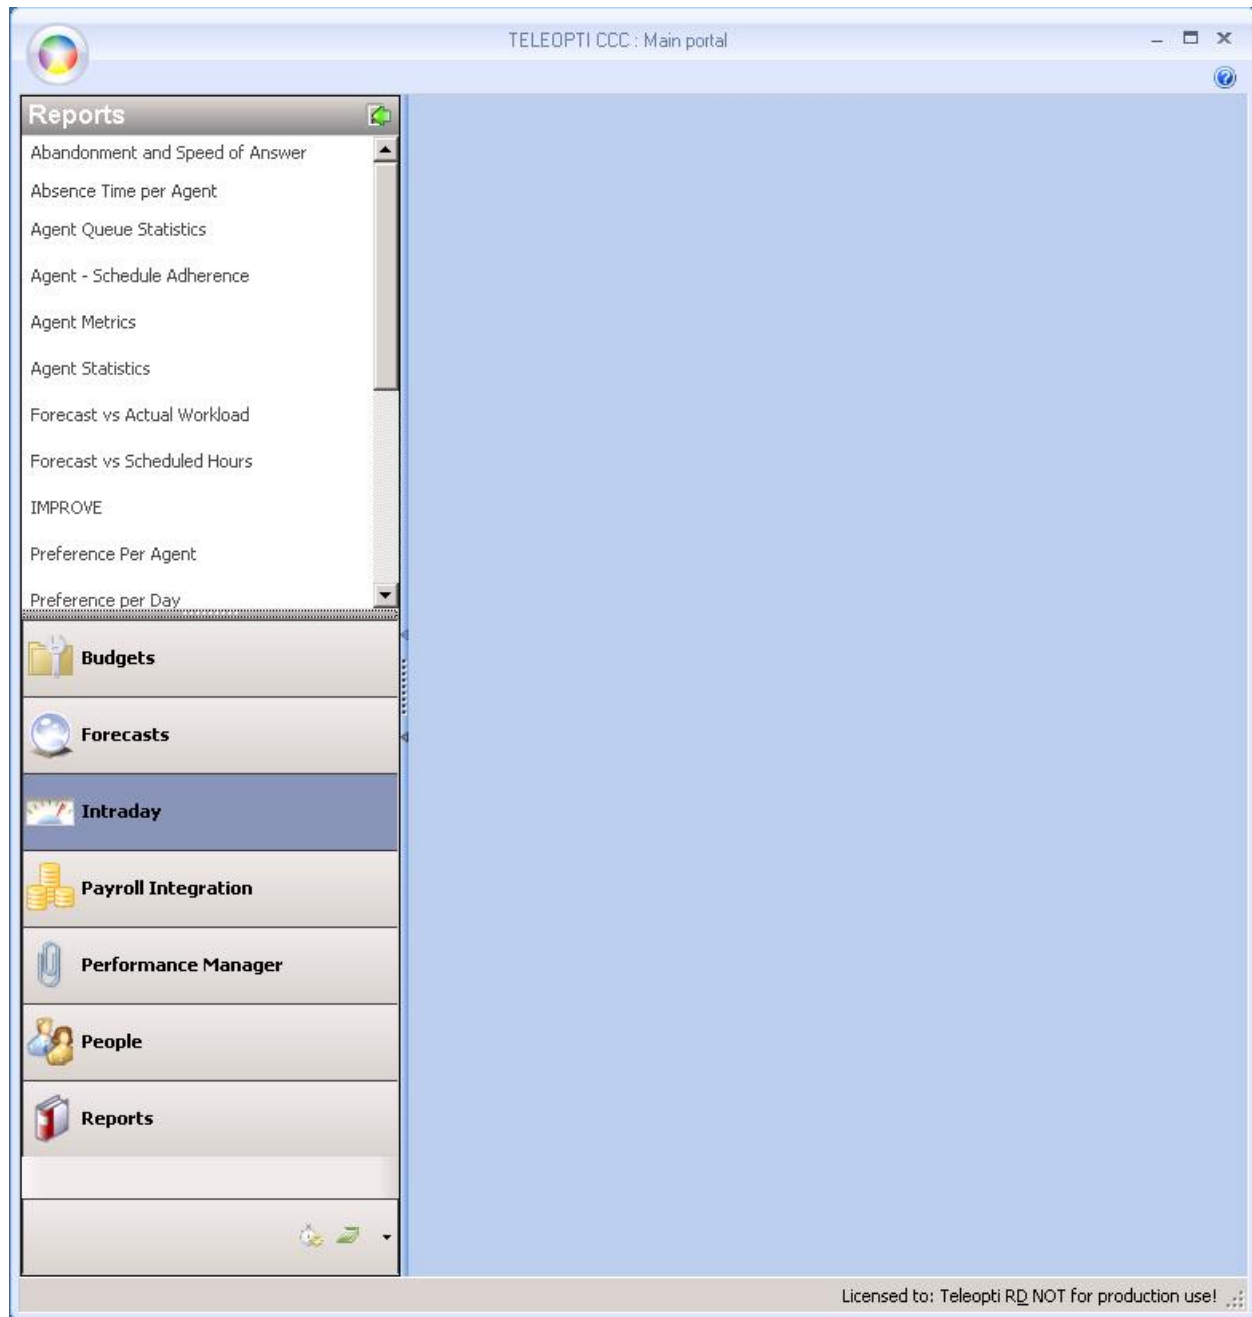 TELEOPTI CCC : Main portal
Reports
Abandonment and Speed of Answer
Absence Time per Agent
Agent Queue Statistics
Agent - Schedule Adherence
Agent Metrics
Agent Statistics
Forecast vs Actual Workload
Forecast vs Scheduled Hours
IMPROVE
Preference Per Agent
Preference per Day
Budgets
Forecasts
Intraday
Payroll Integration
Performance Manager
People
Reports
Licensed to: Teleopti RD NOT for production use!